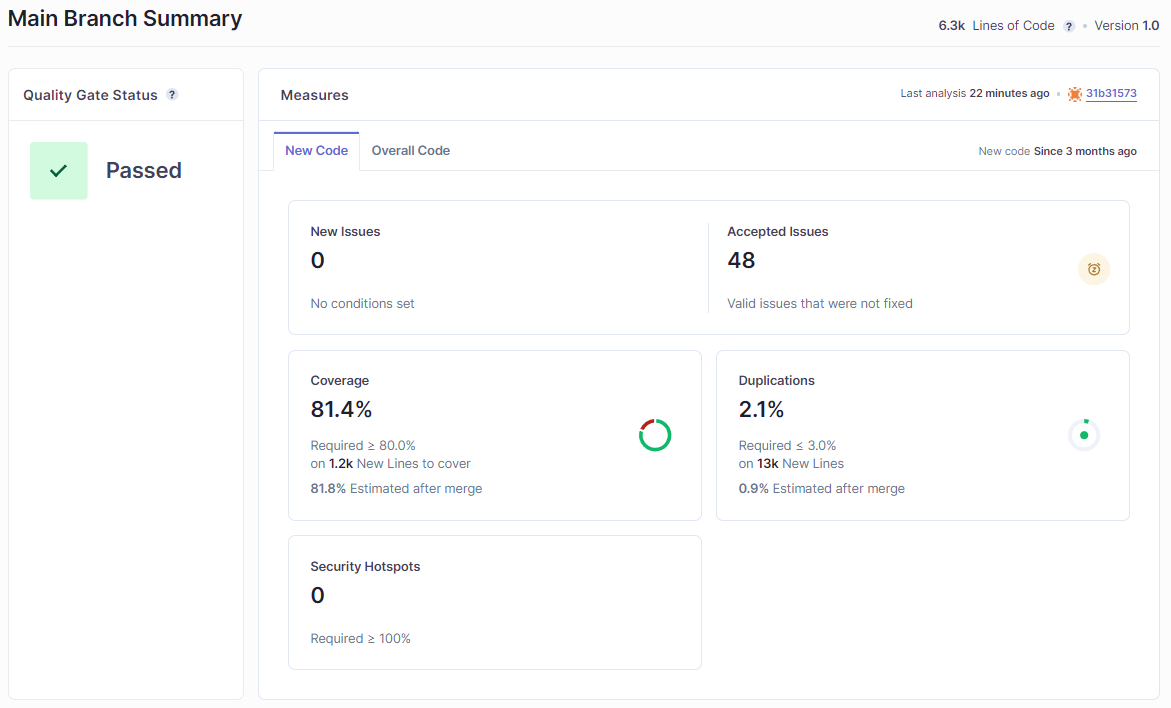 Main Branch Summary
6.3k Lines of Code ? • Version 1.0
Quality Gate Status ?
Passed
Measures
Last analysis 22 minutes ago • 31b31573
New Code
Overall Code
New code Since 3 months ago
New Issues
0
No conditions set
Accepted Issues
48
Valid issues that were not fixed
Coverage
81.4%
Required ≥ 80.0%
on 1.2k New Lines to cover
81.8% Estimated after merge
Duplications
2.1%
Required ≤ 3.0%
on 13k New Lines
0.9% Estimated after merge
Security Hotspots
0
Required ≥ 100%